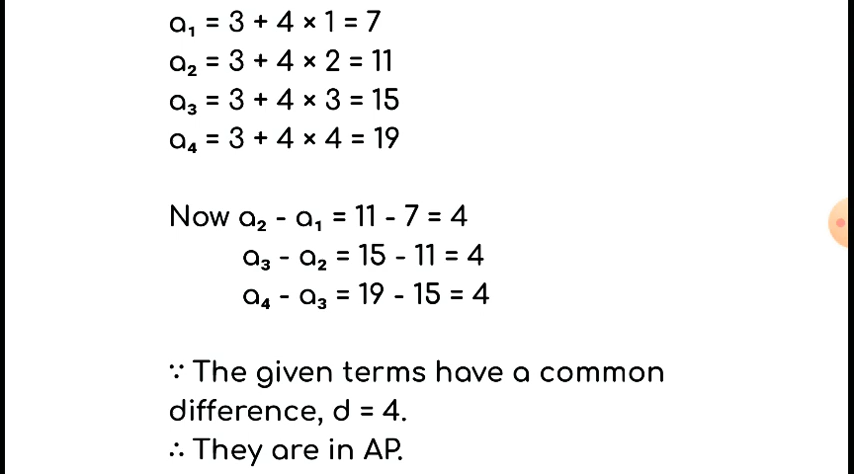 a₁ = 3 + 4 × 1 = 7
a₂ = 3 + 4 × 2 = 11
a₃ = 3 + 4 × 3 = 15
a₄ = 3 + 4 × 4 = 19
Now a₂ - a₁ = 11 - 7 = 4
a₃ - a₂ = 15 - 11 = 4
a₄ - a₃ = 19 - 15 = 4
∵ The given terms have a common
difference, d = 4.
∴ They are in AP.